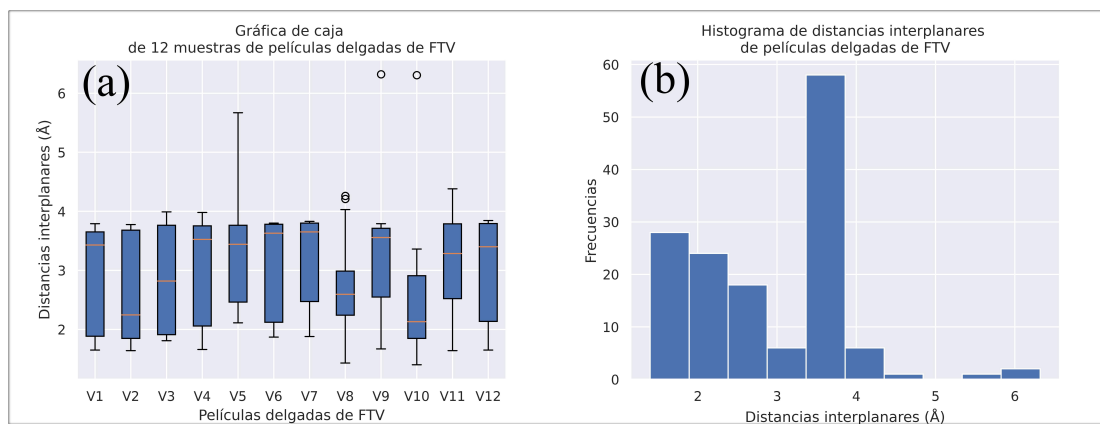 Gráfica de caja
de 12 muestras de películas delgadas de FTV
(a)
Distancias interplanares (Å)
6
5
4
3
2
V1 V2 V3 V4 V5 V6 V7 V8 V9 V10 V11 V12
Películas delgadas de FTV
Histograma de distancias interplanares
de películas delgadas de FTV
(b)
Frecuencias
60
50
40
30
20
10
0
2 3 4 5 6
Distancias interplanares (Å)